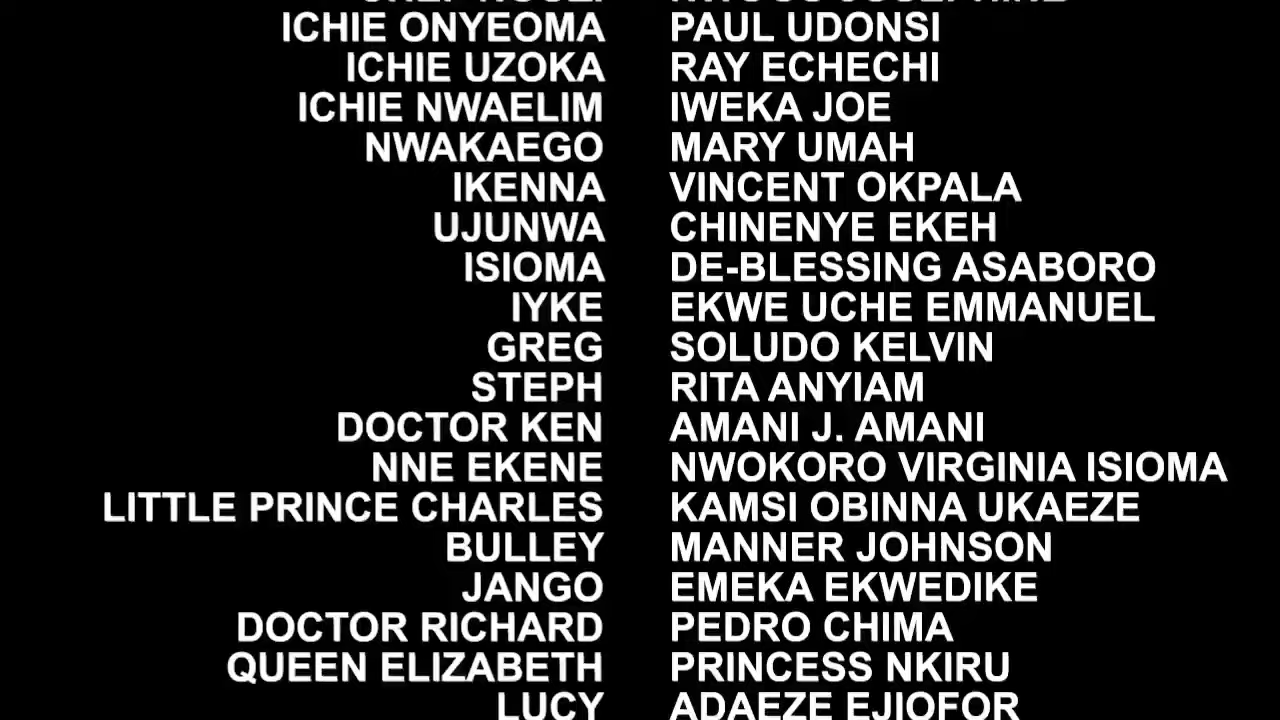 ICHIE ONYEOMA PAUL UDONSI
ICHIE UZOKA RAY ECHECHI
ICHIE NWAELIM IWEKA JOE
NWAKAEGO MARY UMAH
IKENNA VINCENT OKPALA
UJUNWA CHINENYE EKEH
ISIOMA DE-BLESSING ASABORO
IYKE EKWE UCHE EMMANUEL
GREG SOLUDO KELVIN
STEPH RITA ANYIAM
DOCTOR KEN AMANI J. AMANI
NNE EKENE NWOKORO VIRGINIA ISIOMA
LITTLE PRINCE CHARLES KAMSI OBINNA UKAEZE
BULLEY MANNER JOHNSON
JANGO EMEKA EKWEDIKE
DOCTOR RICHARD PEDRO CHIMA
QUEEN ELIZABETH PRINCESS NKIRU
LUCY ADAEZE EJIOFOR